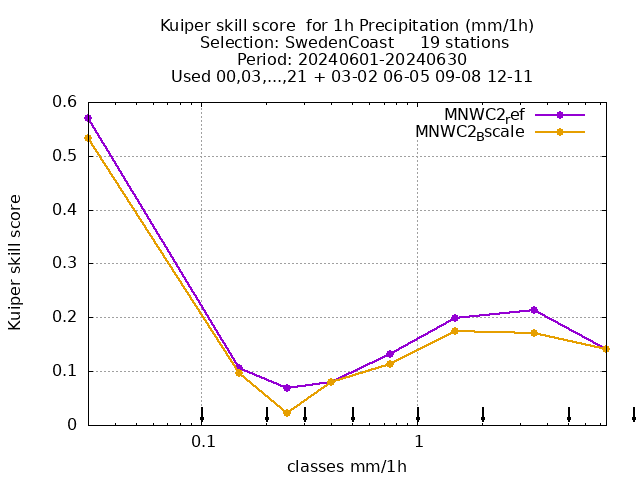 Kuiper skill score  for 1h Precipitation (mm/1h)
Selection: SwedenCoast     19 stations
Period: 20240601-20240630
Used 00,03,...,21 + 03-02 06-05 09-08 12-11
MNWC2_ref
MNWC2_Bscale
0.6
0.5
0.4
0.3
0.2
0.1
0
Kuiper skill score
0.1
1
classes mm/1h